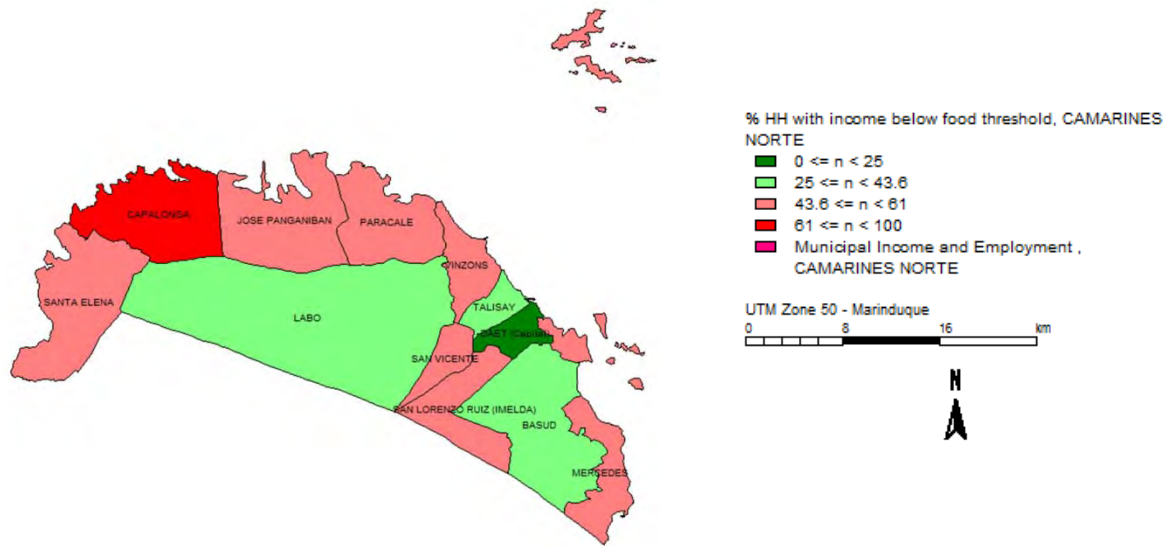 CAPALONGA
JOSE PANGANIBAN
PARACALE
VINZONS
SANTA ELENA
LABO
TALISAY
DAET (Capital)
SAN VICENTE
SAN LORENZO RUIZ (IMELDA)
BASUD
MERCEDES
% HH with income below food threshold, CAMARINES
NORTE
0 <= n < 25
25 <= n < 43.6
43.6 <= n < 61
61 <= n < 100
Municipal Income and Employment ,
CAMARINES NORTE
UTM Zone 50 - Marinduque
0 8 16 km
N